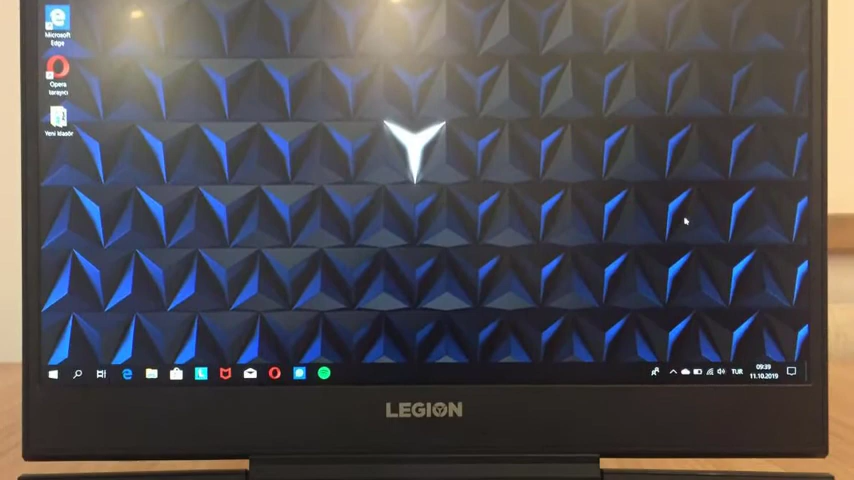 Microsoft
Edge
Opera
tarayıcı
Yeni klasör
TUR
09:39
11.10.2019
LEGION